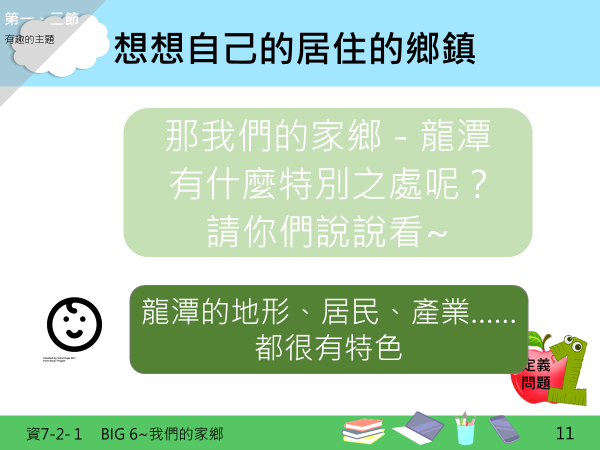 第一、二節
有趣的主題
想想自己的居住的鄉鎮
那我們的家鄉－龍潭
有什麼特別之處呢？
請你們說說看~
龍潭的地形、居民、產業......
都很有特色
定義
問題
1
資7-2-１ BIG 6~我們的家鄉
11